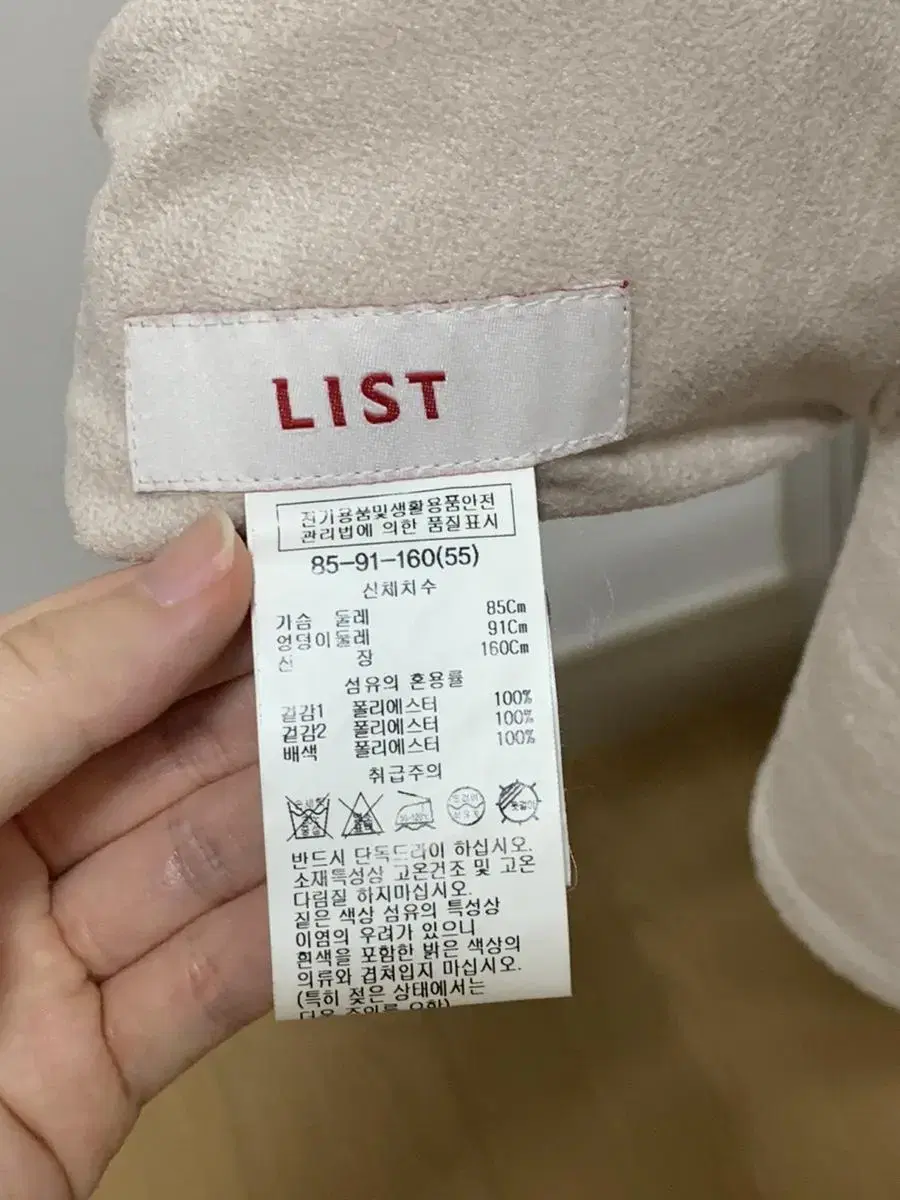 LIST
전기용품및생활용품안전
관리법에 의한 품질표시
85-91-160(55)
신체치수
가슴 둘레 85Cm
엉덩이둘레 91Cm
신 장 160Cm
섬유의 혼용률
겉감1 폴리에스터 100%
겉감2 폴리에스터 100%
배색 폴리에스터 100%
취급주의
반드시 단독드라이 하십시오.
소재특성상 고온건조 및 고온
다림질 하지마십시오.
짙은 색상 섬유의 특성상
이염의 우려가 있으니
흰색을 포함한 밝은 색상의
의류와 겹쳐입지 마십시오.
(특히 젖은 상태에서는